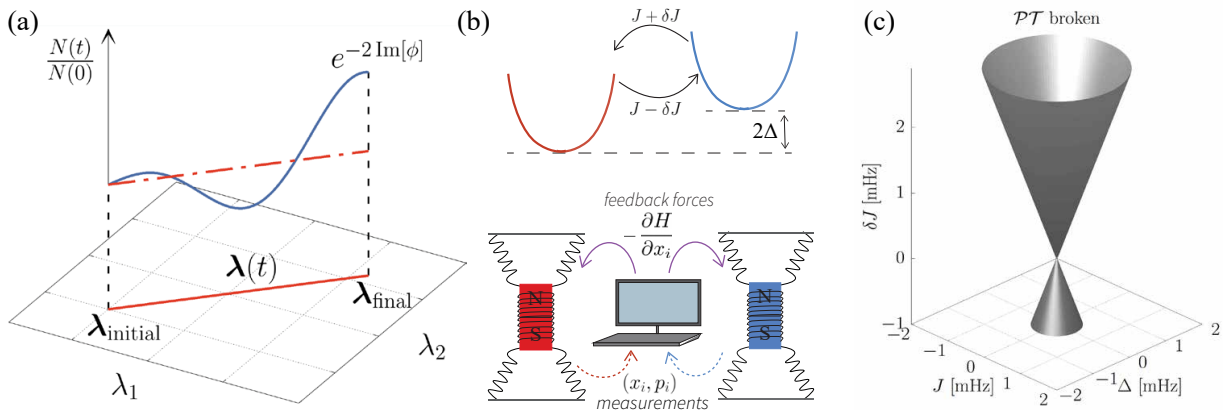 (a)
N(t)
N(0)
e^{-2 Im[ϕ]}
λ(t)
λ_initial
λ_final
λ_1
λ_2
(b)
J + δJ
J − δJ
2Δ
feedback forces
− ∂H
∂x_i
N
S
N
S
(x_i, p_i)
measurements
(c)
PT broken
δJ [mHz]
2
1
0
−1
−2
−1
0
1
2
J [mHz]
−2
−1
0
1
2
Δ [mHz]